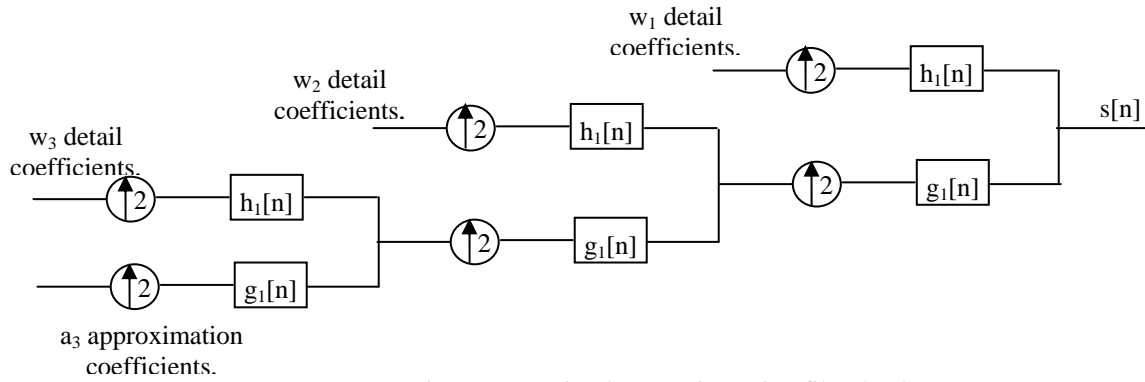 w₁ detail
coefficients.
2
h₁[n]
w₂ detail
coefficients.
2
h₁[n]
s[n]
w₃ detail
coefficients.
2
h₁[n]
2
g₁[n]
2
g₁[n]
2
g₁[n]
a₃ approximation
coefficients.